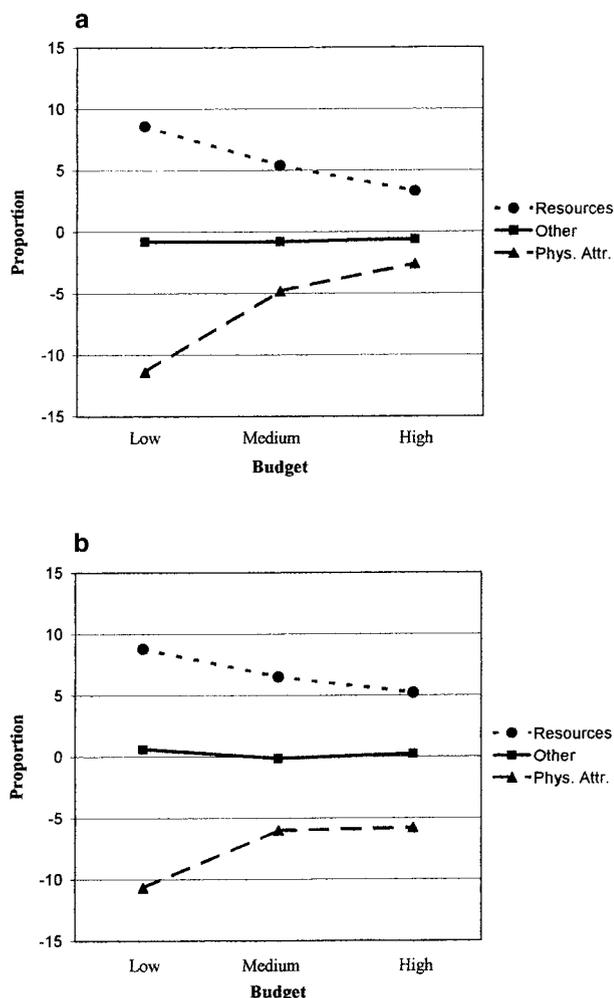 a
15
10
5
0
-5
-10
-15
Proportion
Low Medium High
Budget
Resources
Other
Phys. Attr.
b
15
10
5
0
-5
-10
-15
Proportion
Low Medium High
Budget
Resources
Other
Phys. Attr.